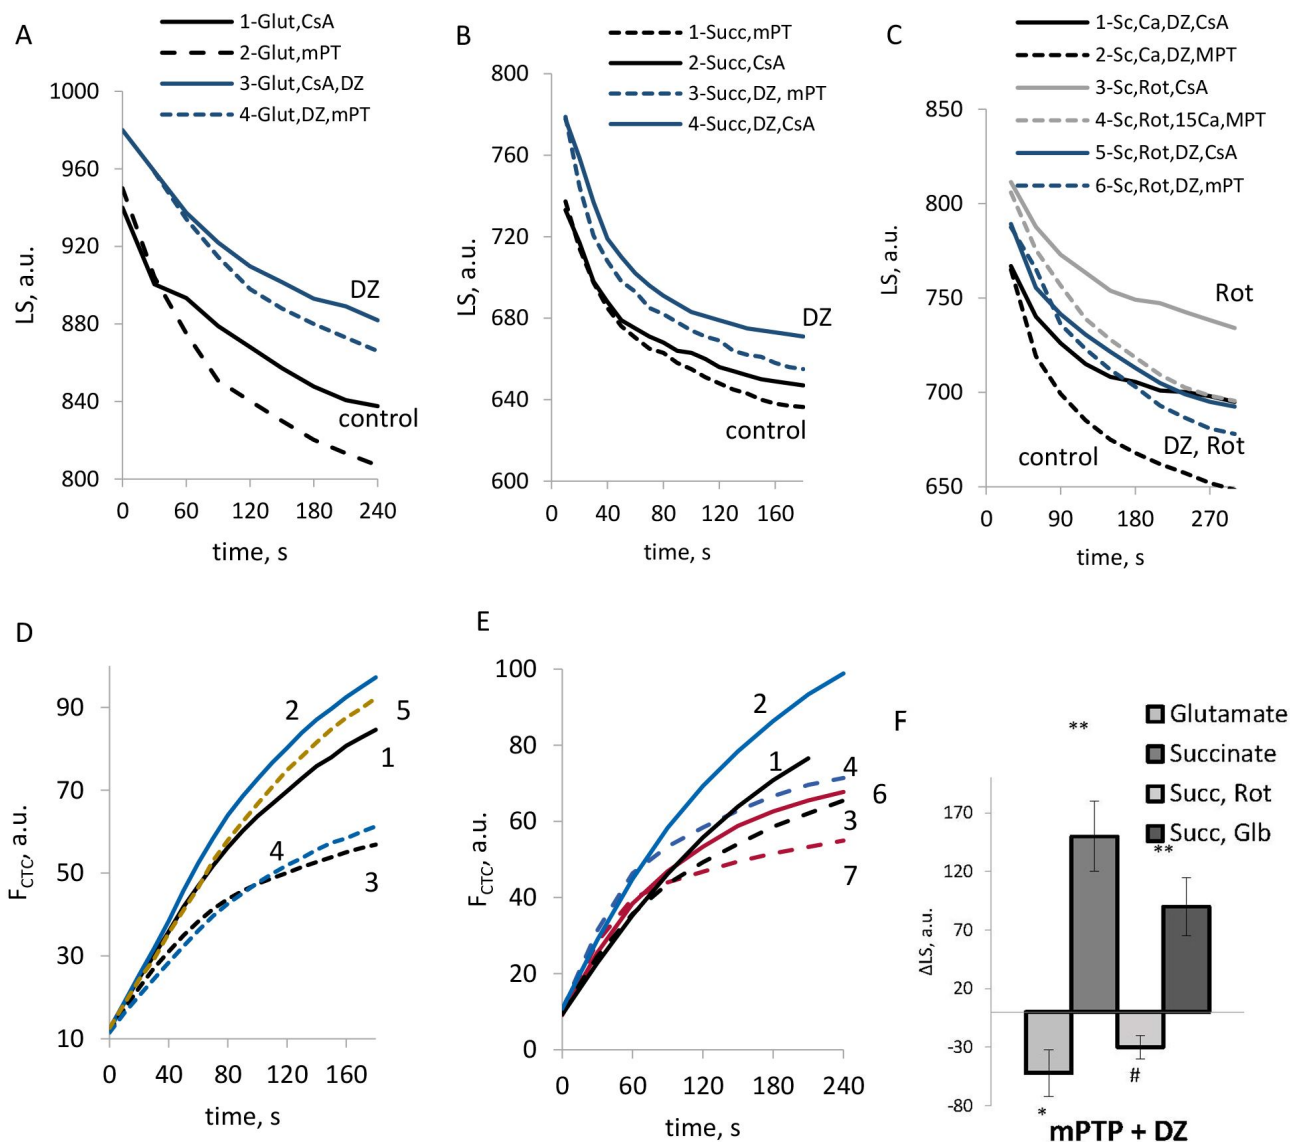 A
1-Glut,CsA
2-Glut,mPT
3-Glut,CsA,DZ
4-Glut,DZ,mPT
1000
960
920
880
840
800
LS, a.u.
DZ
control
0 60 120 180 240
time, s
B
1-Succ,mPT
2-Succ,CsA
3-Succ,DZ, mPT
4-Succ,DZ,CsA
800
760
720
680
640
600
LS, a.u.
DZ
control
0 40 80 120 160
time, s
C
1-Sc,Ca,DZ,CsA
2-Sc,Ca,DZ,MPT
3-Sc,Rot,CsA
4-Sc,Rot,15Ca,MPT
5-Sc,Rot,DZ,CsA
6-Sc,Rot,DZ,mPT
850
800
750
700
650
LS, a.u.
Rot
DZ, Rot
control
0 90 180 270
time, s
D
90
70
50
30
10
F_CTC, a.u.
2
5
1
4
3
0 40 80 120 160
time, s
E
100
80
60
40
20
0
F_CTC, a.u.
2
1
4
6
3
7
0 60 120 180 240
time, s
F
Glutamate
Succinate
Succ, Rot
Succ, Glb
170
120
70
20
-30
-80
ΔLS, a.u.
**
**
*
#
mPTP + DZ